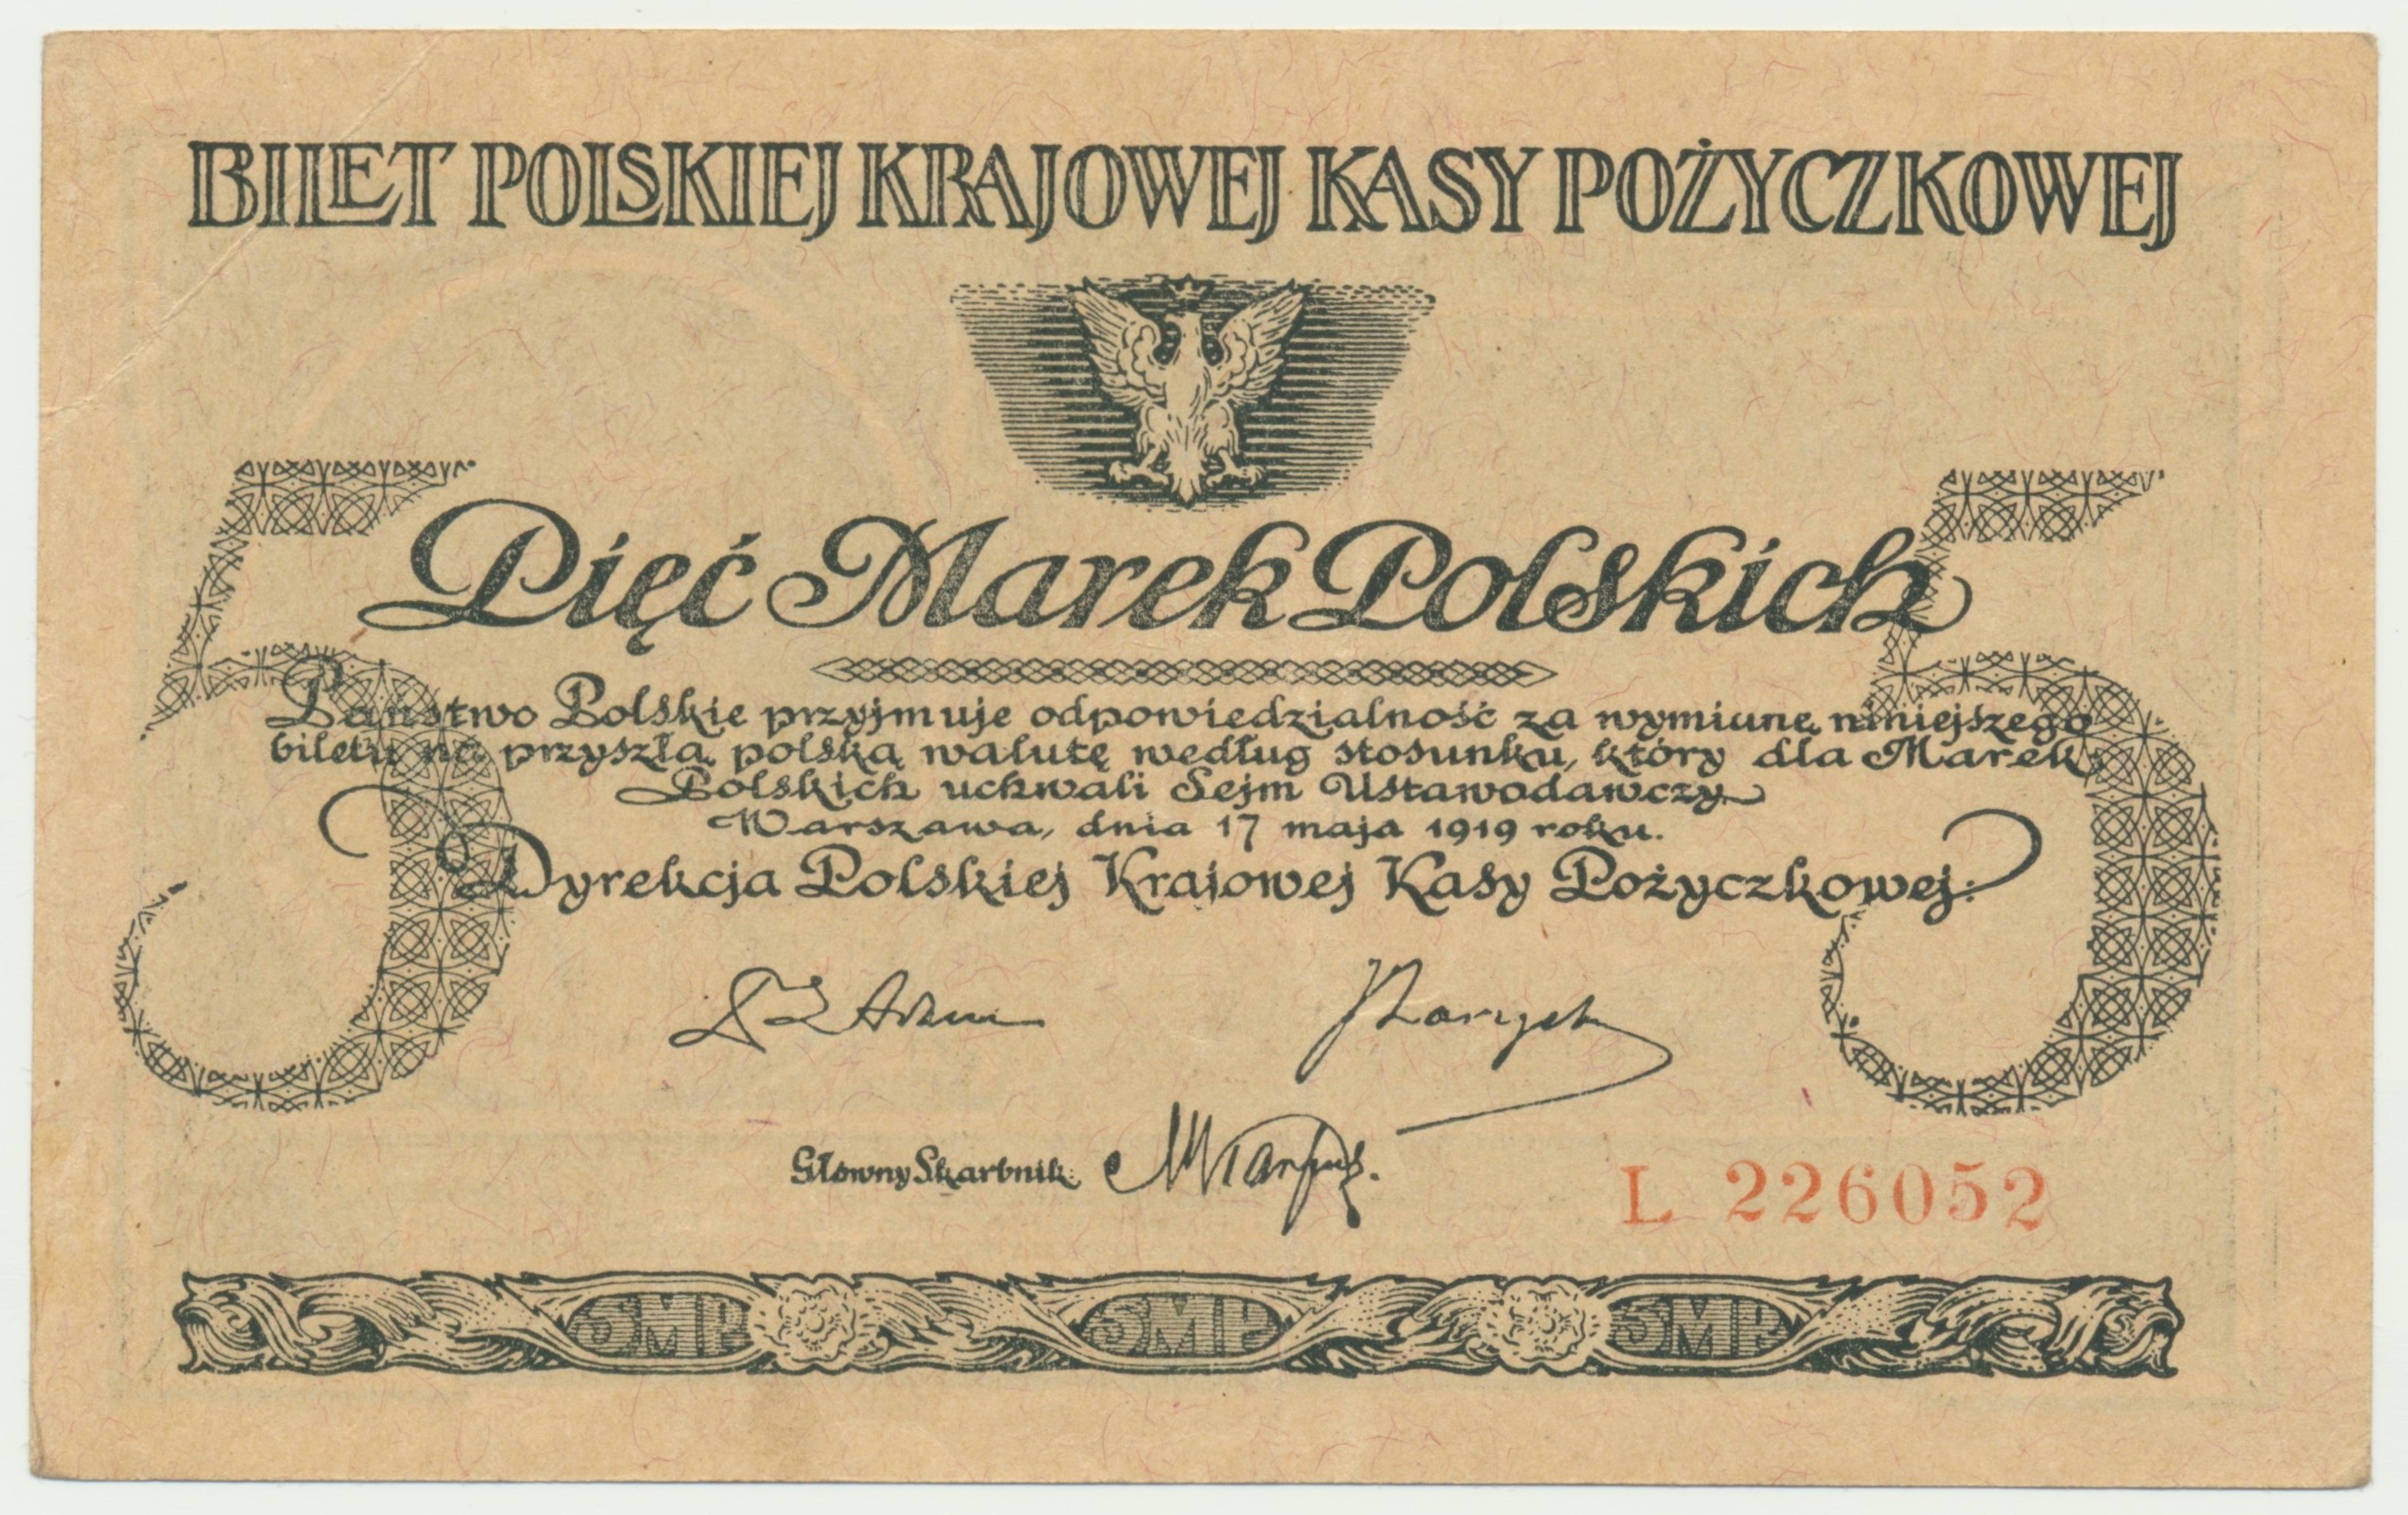 BILET POLSKIEJ KRAJOWEJ KASY POŻYCZKOWEJ
5 5
Pięć Marek Polskich
Państwo Polskie przyjmuje odpowiedzialność za wymianę niniejszego
biletu na przyszłą polską walutę według stosunku, który dla Marek
Polskich uchwali Sejm Ustawodawczy
Warszawa, dnia 17 maja 1919 roku.
Dyrekcja Polskiej Krajowej Kasy Pożyczkowej:
Główny Skarbnik:
L 226052
5MP 5MP 5MP